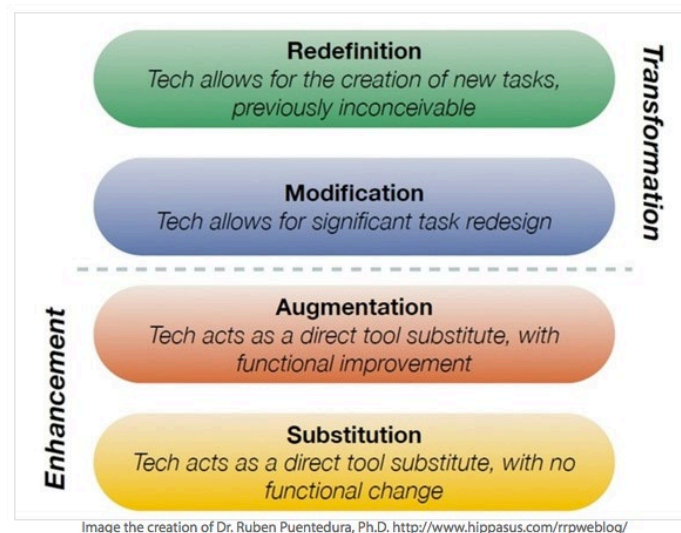 Redefinition
Tech allows for the creation of new tasks,
previously inconceivable
Transformation
Modification
Tech allows for significant task redesign
Augmentation
Tech acts as a direct tool substitute, with
functional improvement
Enhancement
Substitution
Tech acts as a direct tool substitute, with no
functional change
Image the creation of Dr. Ruben Puentedura, Ph.D. http://www.hippasus.com/rrpweblog/